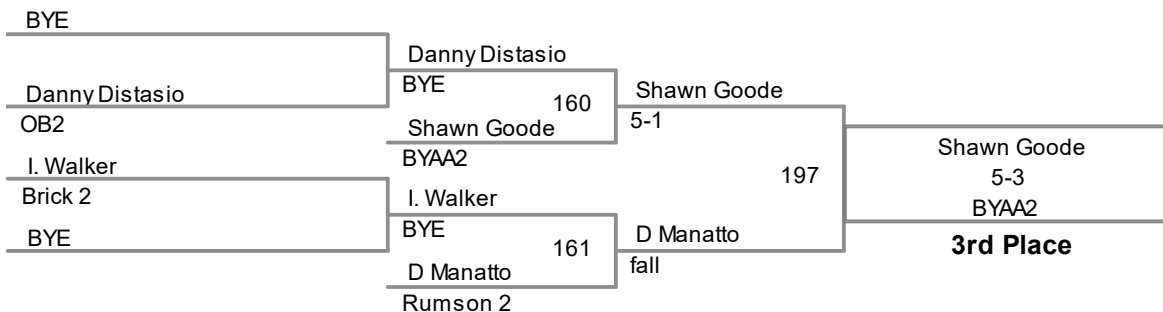 BYE
Danny Distasio
OB2
I. Walker
Brick 2
BYE
Danny Distasio
BYE
160
Shawn Goode
BYAA2
I. Walker
BYE
161
D Manatto
Rumson 2
Shawn Goode
5-1
197
D Manatto
fall
Shawn Goode
5-3
BYAA2
3rd Place